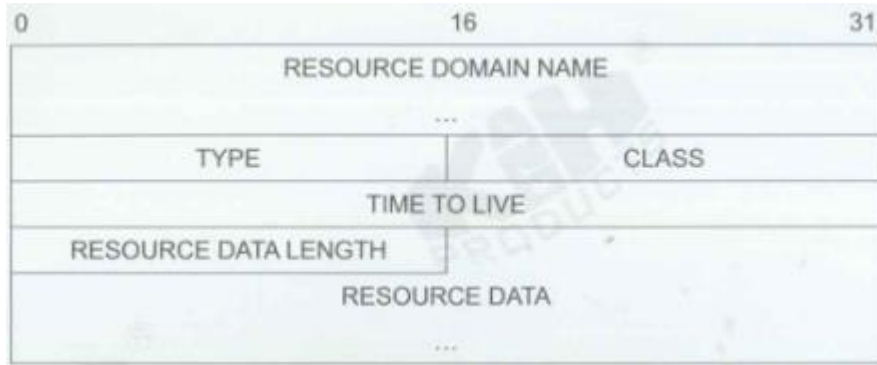 0 16 31
RESOURCE DOMAIN NAME
...
TYPE CLASS
TIME TO LIVE
RESOURCE DATA LENGTH
RESOURCE DATA
...